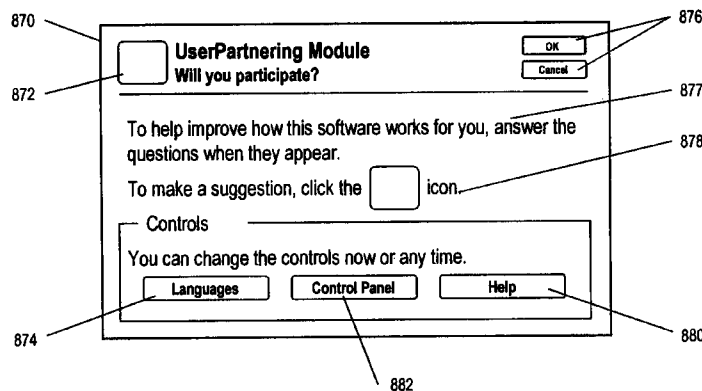 870
UserPartnering Module
OK
876
Will you participate?
Cancel
872
877
To help improve how this software works for you, answer the
questions when they appear.
878
To make a suggestion, click the icon.
Controls
You can change the controls now or any time.
Languages
Control Panel
Help
874
880
882